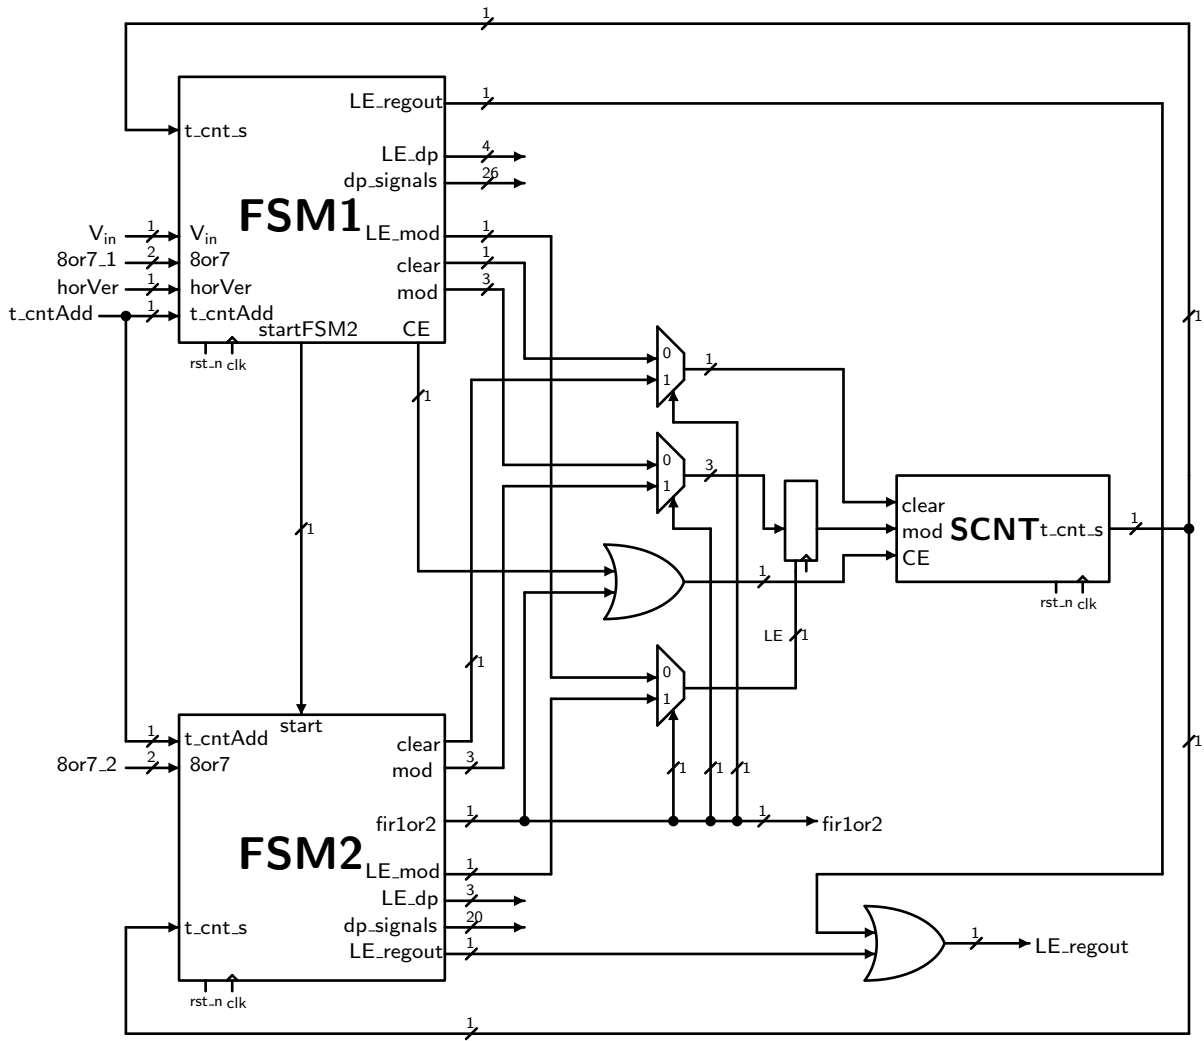 1
LE_regout
1
t_cnt_s
LE_dp
4
dp_signals
26
FSM1
V_in
1
V_in
LE_mod
1
8or7_1
2
8or7
clear
1
horVer
1
horVer
mod
3
t_cntAdd
1
t_cntAdd
startFSM2
CE
1
rst_n
clk
0
1
1
1
0
3
1
clear
1
mod
SCNT
t_cnt_s
1
CE
1
rst_n
clk
LE
1
1
0
1
start
1
t_cntAdd
clear
1
8or7_2
2
8or7
mod
3
1
1
1
fir1or2
1
1
fir1or2
FSM2
LE_mod
1
LE_dp
3
t_cnt_s
dp_signals
20
LE_regout
1
1
LE_regout
rst_n
clk
1